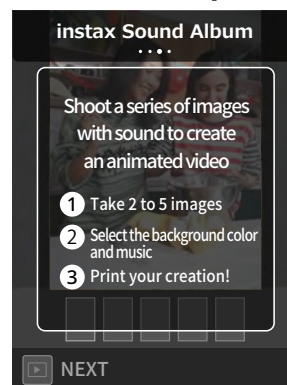 instax Sound Album
Shoot a series of images
with sound to create
an animated video
1 Take 2 to 5 images
2 Select the background color
and music
3 Print your creation!
NEXT